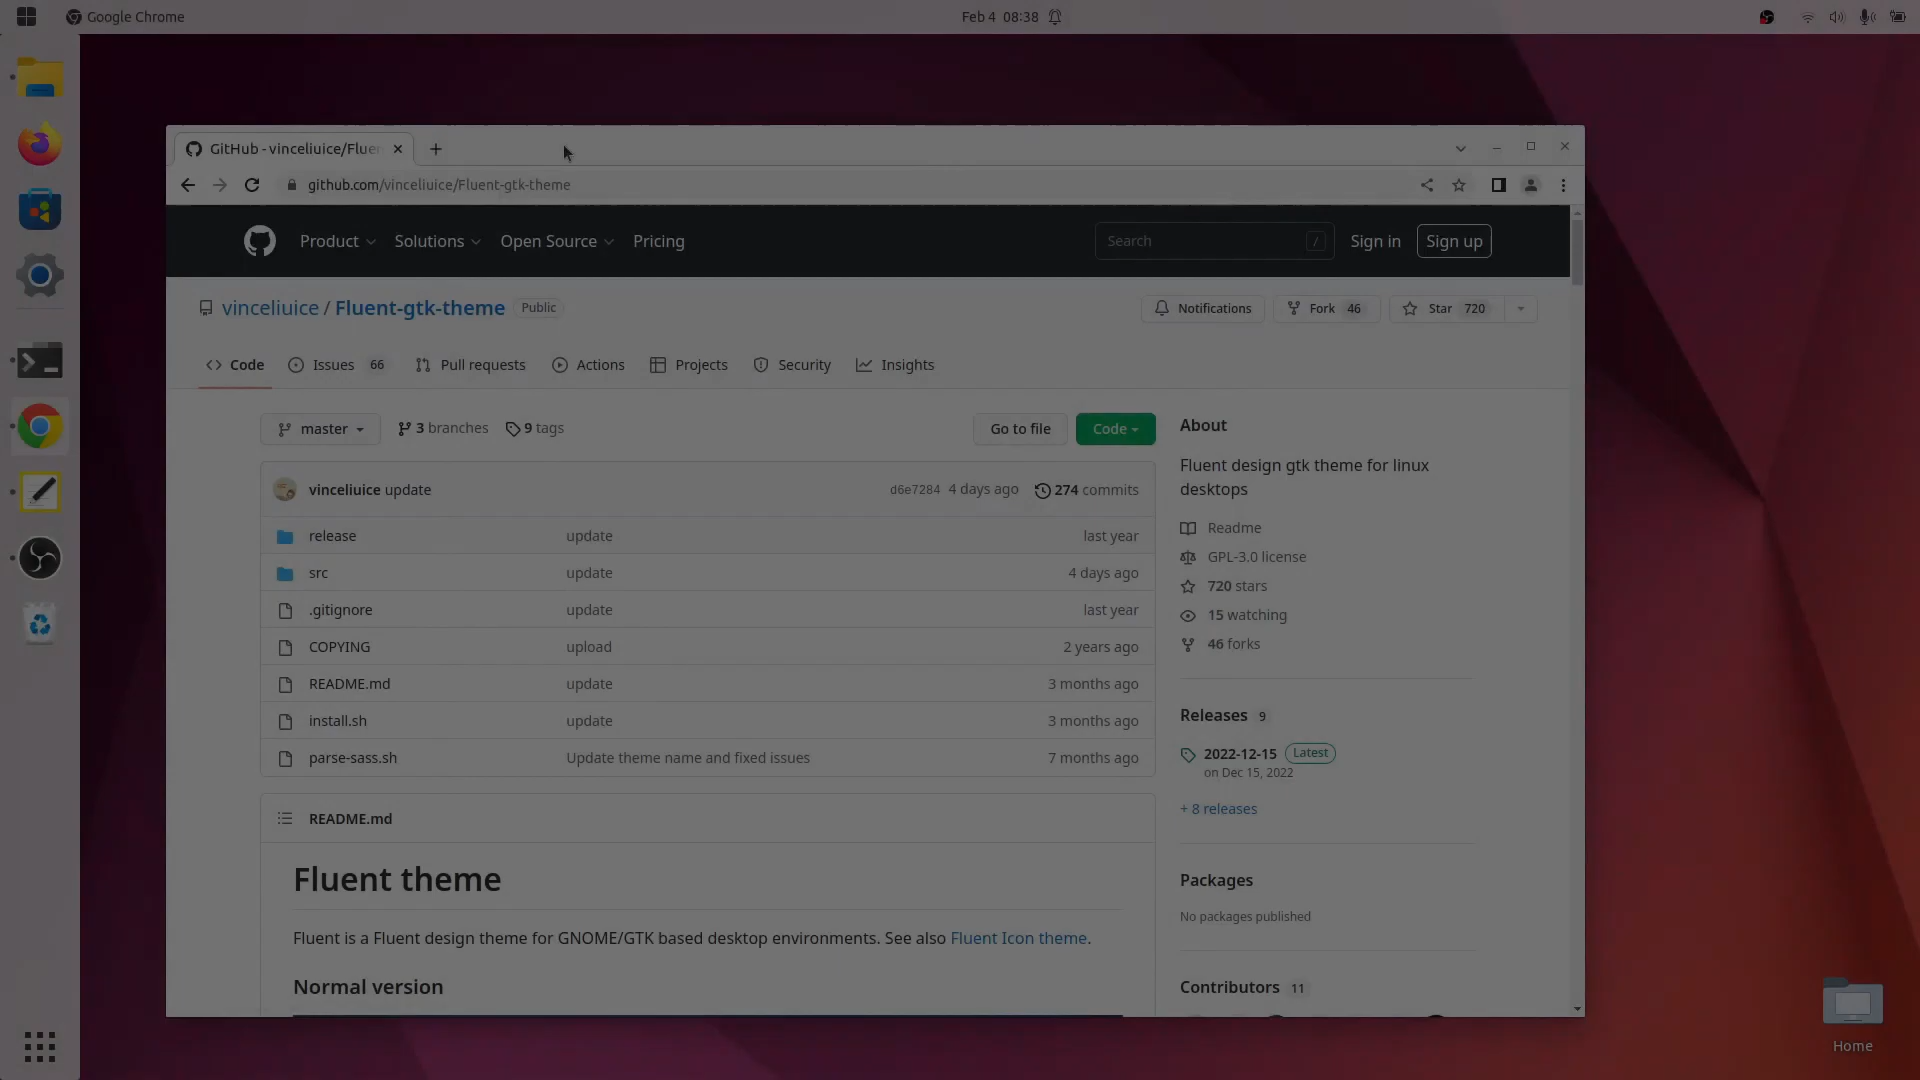 Google Chrome
Feb 4 08:38
GitHub - vinceliuice/Flue
github.com/vinceliuice/Fluent-gtk-theme
Product
Solutions
Open Source
Pricing
Search
/
Sign in
Sign up
vinceliuice / Fluent-gtk-theme
Public
Notifications
Fork 46
Star 720
Code
Issues 66
Pull requests
Actions
Projects
Security
Insights
master
3 branches
9 tags
Go to file
Code
vinceliuice update
d6e7284 4 days ago
274 commits
release update last year
src update 4 days ago
.gitignore update last year
COPYING upload 2 years ago
README.md update 3 months ago
install.sh update 3 months ago
parse-sass.sh Update theme name and fixed issues 7 months ago
README.md
Fluent theme
Fluent is a Fluent design theme for GNOME/GTK based desktop environments. See also Fluent Icon theme.
Normal version
About
Fluent design gtk theme for linux
desktops
Readme
GPL-3.0 license
720 stars
15 watching
46 forks
Releases 9
2022-12-15 Latest
on Dec 15, 2022
+ 8 releases
Packages
No packages published
Contributors 11
Home